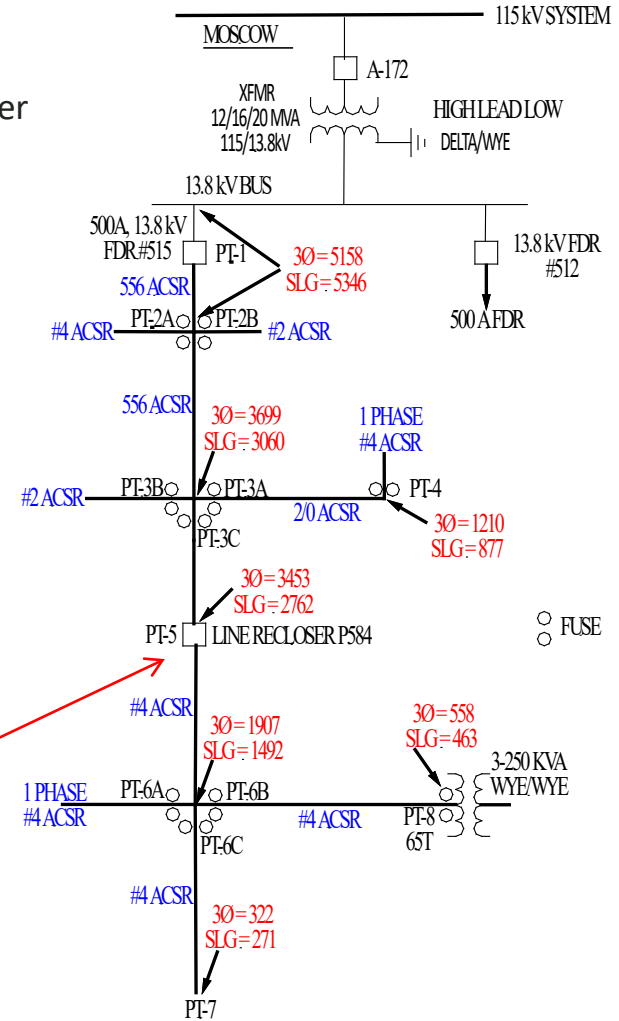 115 kV SYSTEM
MOSCOW
A-172
er
XFMR
12/16/20 MVA
115/13.8kV
HIGH LEAD LOW
DELTA/WYE
13.8 kV BUS
500A, 13.8 kV
FDR #515
PT-1
3Ø = 5158
SLG = 5346
13.8 kV FDR
#512
556 ACSR
500 A FDR
#4 ACSR
PT-2A
PT-2B
#2 ACSR
556 ACSR
3Ø = 3699
SLG = 3060
1 PHASE
#4 ACSR
#2 ACSR
PT-3B
PT-3A
PT-4
2/0 ACSR
PT-3C
3Ø = 1210
SLG = 877
3Ø = 3453
SLG = 2762
PT-5
LINE RECLOSER P584
FUSE
#4 ACSR
3Ø = 1907
SLG = 1492
3Ø = 558
SLG = 463
3-250 KVA
WYE/WYE
1 PHASE
#4 ACSR
PT-6A
PT-6B
#4 ACSR
PT-8
65T
PT-6C
#4 ACSR
3Ø = 322
SLG = 271
PT-7